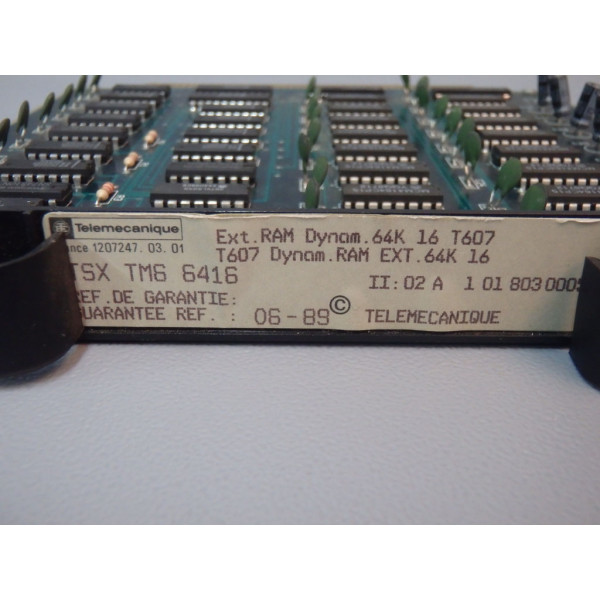 Telemecanique
nce 1207247. 03. 01
Ext.RAM Dynam.64K 16 T607
T607 Dynam.RAM EXT.64K 16
TSX TM6 6416
II:02 A 1 01 803 000
REF.DE GARANTIE:
GUARANTEE REF. : 06-89 © TELEMECANIQUE